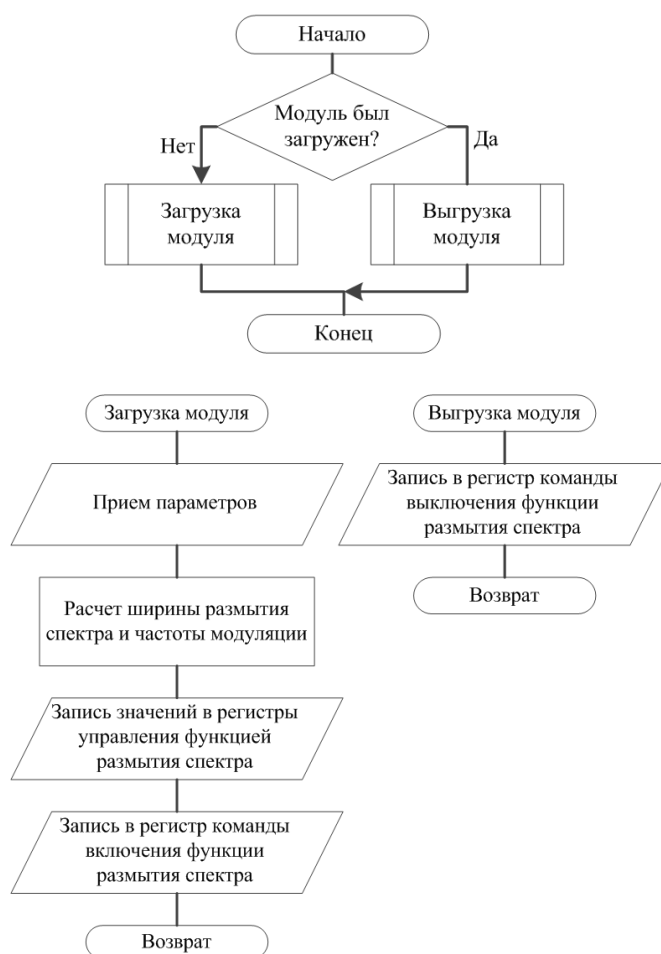 Начало
Модуль был
загружен?
Нет
Да
Загрузка
модуля
Выгрузка
модуля
Конец
Загрузка модуля
Прием параметров
Расчет ширины размытия
спектра и частоты модуляции
Запись значений в регистры
управления функцией
размытия спектра
Запись в регистр команды
включения функции
размытия спектра
Возврат
Выгрузка модуля
Запись в регистр команды
выключения функции
размытия спектра
Возврат